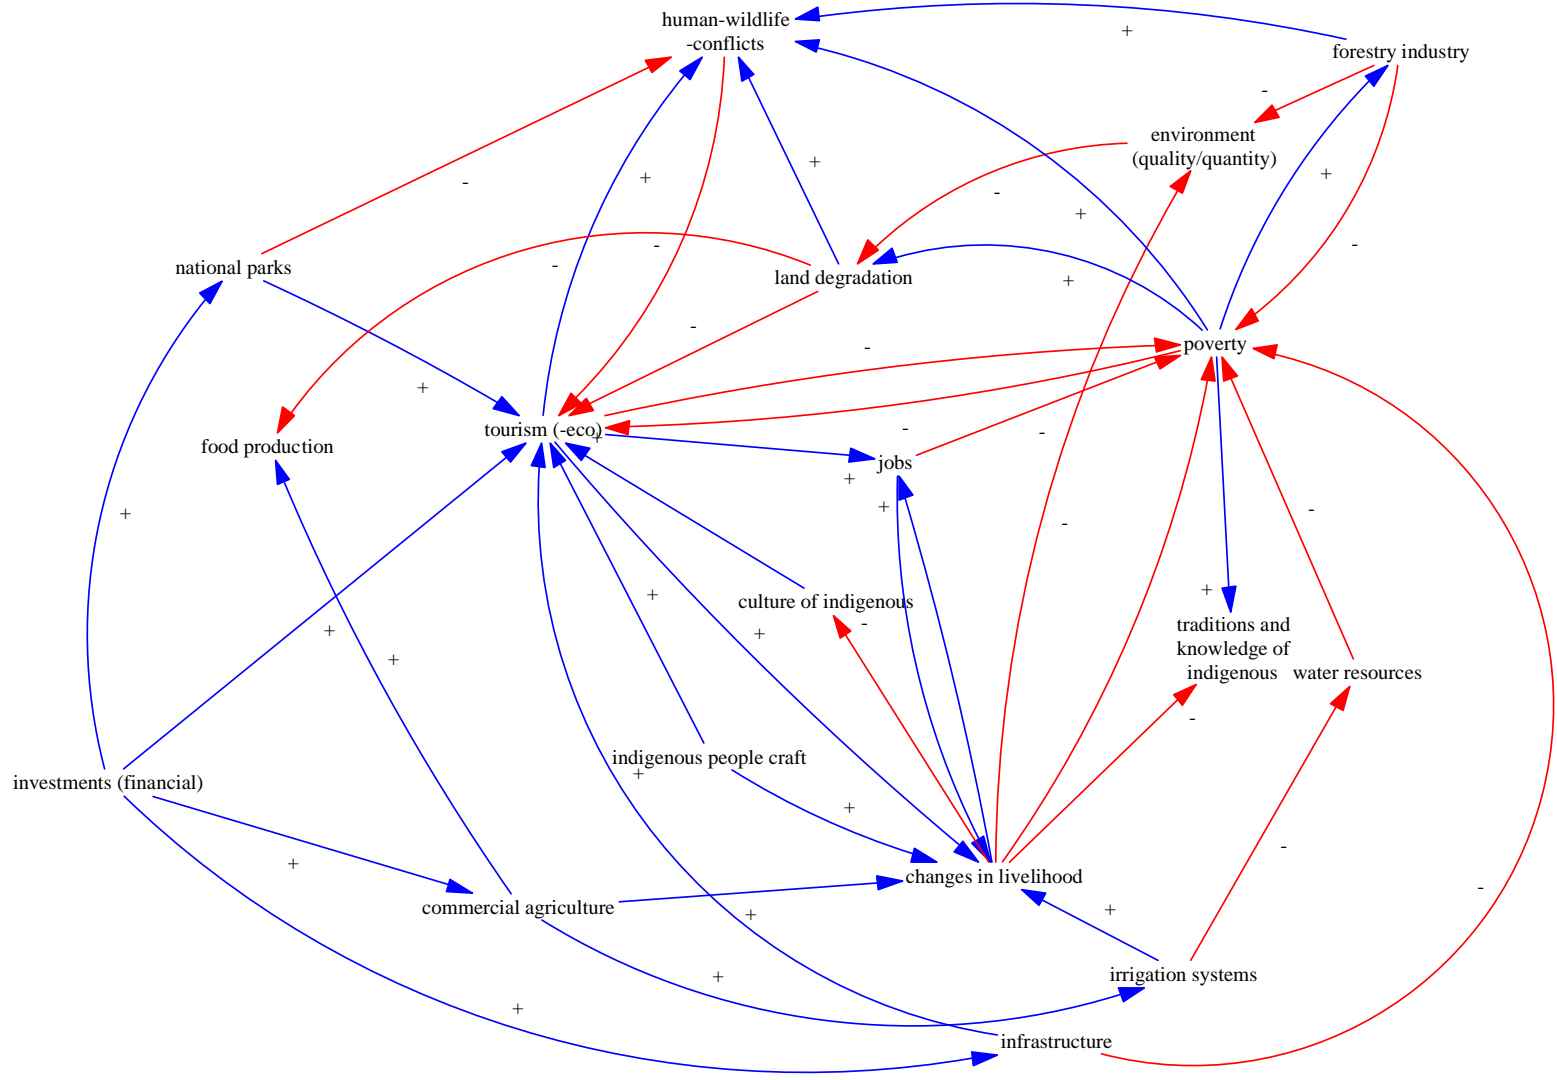 human-wildlife
-conflicts
+
forestry industry
-
environment
(quality/quantity)
+
-
+
-
+
+
-
-
-
national parks
land degradation
+
-
-
poverty
+
-
tourism (-eco)
+
-
food production
jobs
+
+
-
+
-
+
+
culture of indigenous
-
+
traditions and
knowledge of
indigenous
water resources
+
+
-
indigenous people craft
+
investments (financial)
+
-
+
changes in livelihood
-
commercial agriculture
+
+
+
irrigation systems
+
infrastructure